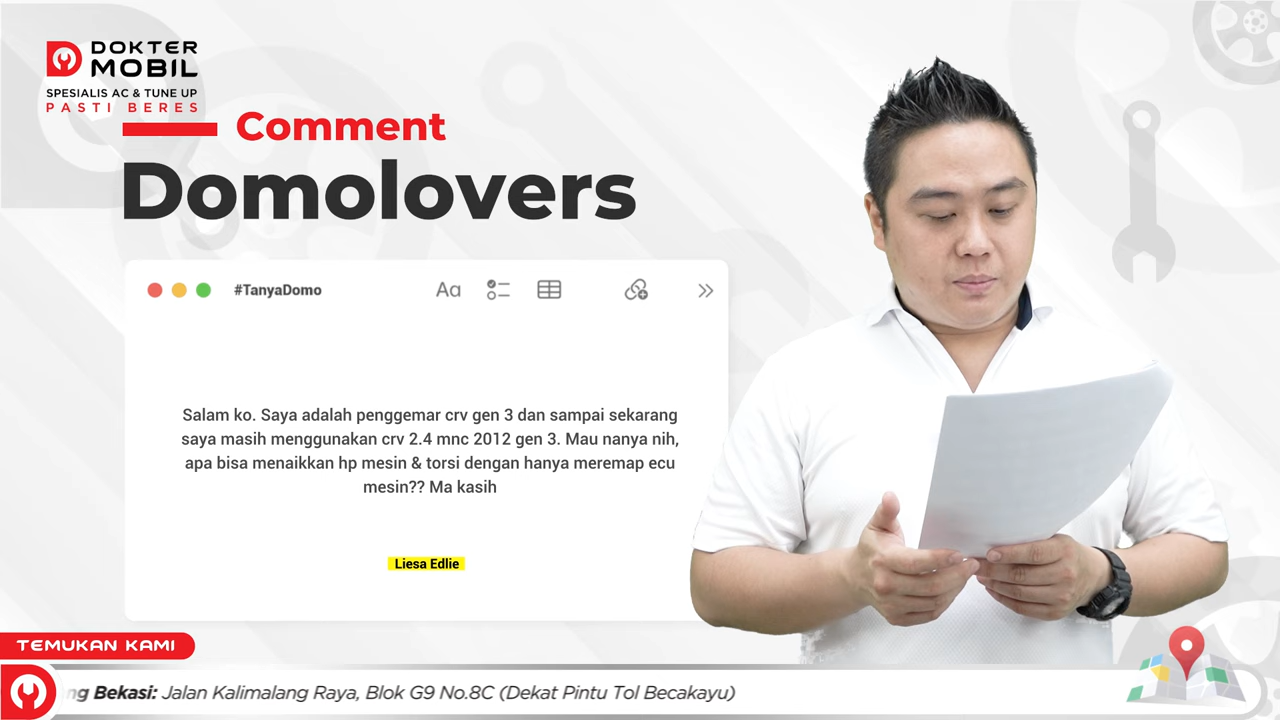 DOKTER
MOBIL
SPESIALIS AC & TUNE UP
PASTI BERES
Comment
Domolovers
#TanyaDomo
Aa
Salam ko. Saya adalah penggemar crv gen 3 dan sampai sekarang
saya masih menggunakan crv 2.4 mnc 2012 gen 3. Mau nanya nih,
apa bisa menaikkan hp mesin & torsi dengan hanya meremap ecu
mesin?? Ma kasih
Liesa Edlie
TEMUKAN KAMI
Bekasi: Jalan Kalimalang Raya, Blok G9 No.8C (Dekat Pintu Tol Becakayu)